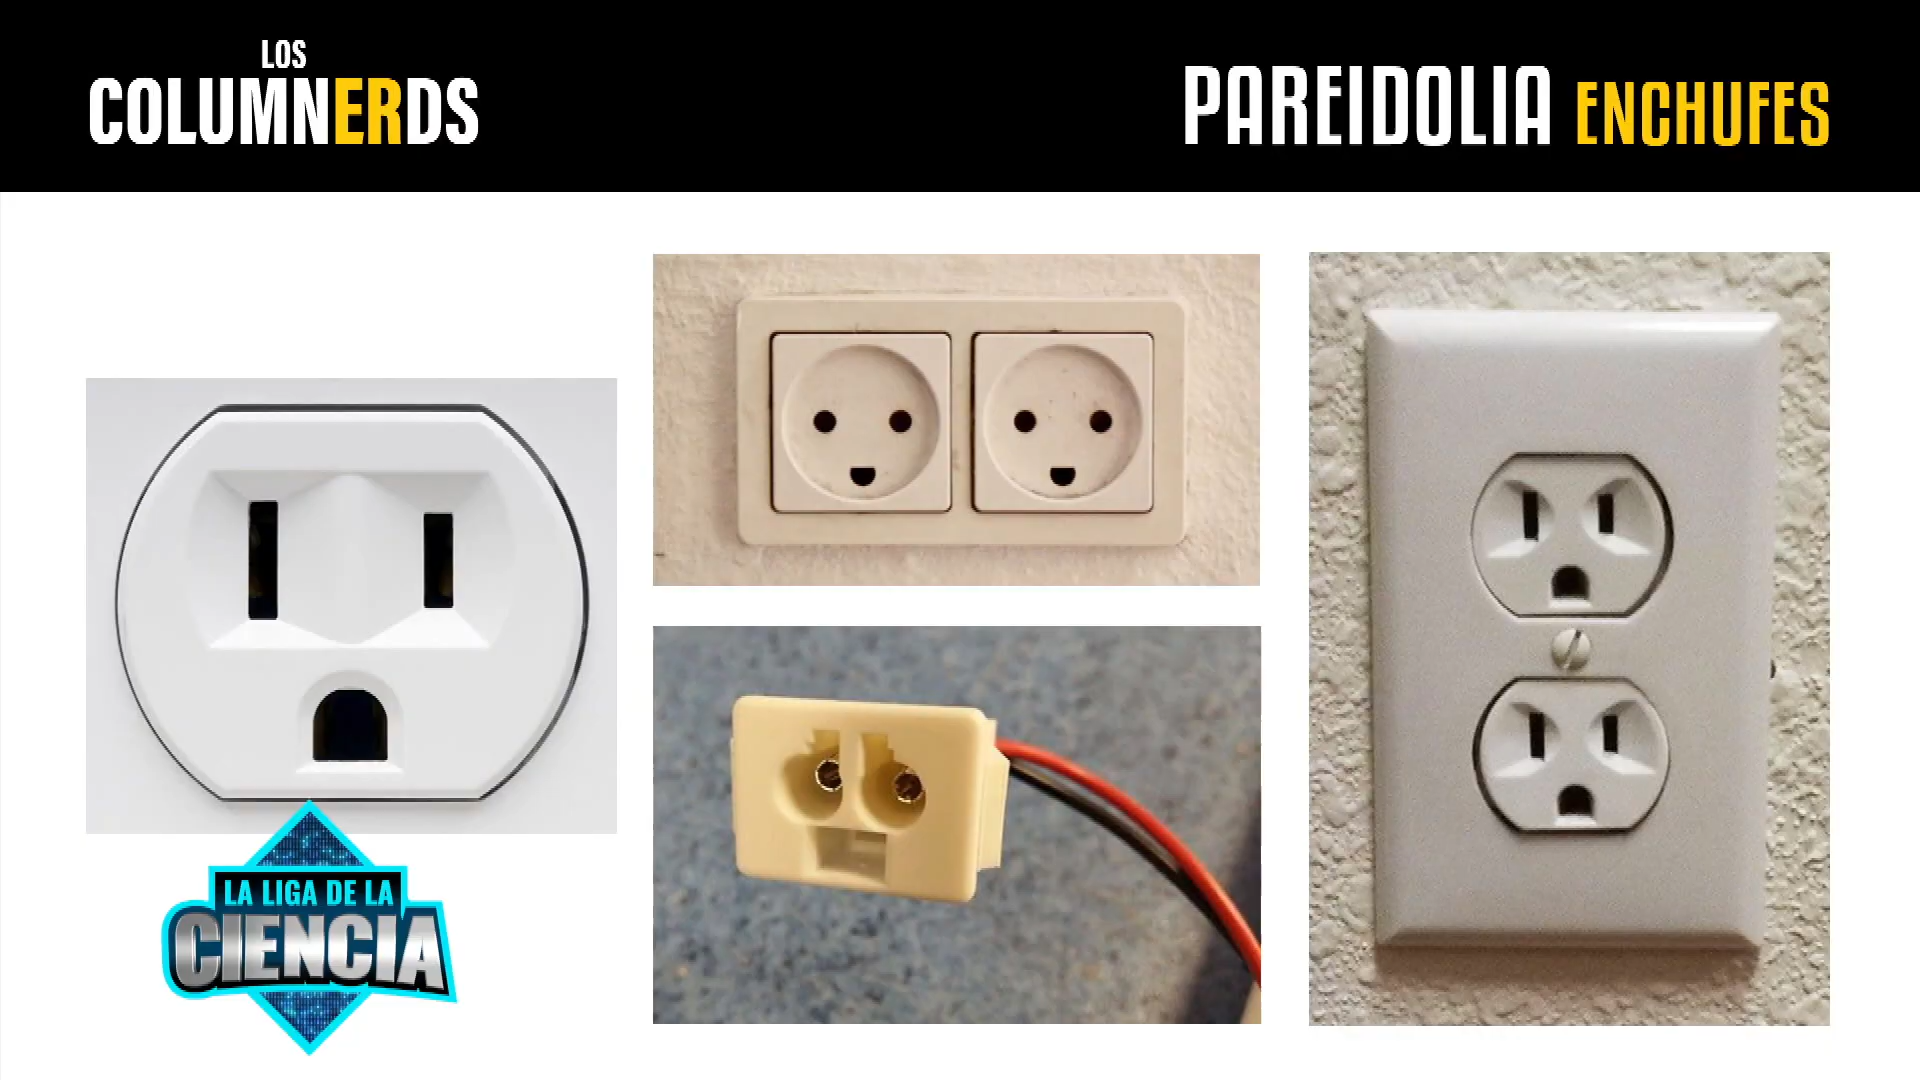 LOS
COLUMNERDS
PAREIDOLIA ENCHUFES
LA LIGA DE LA
CIENCIA